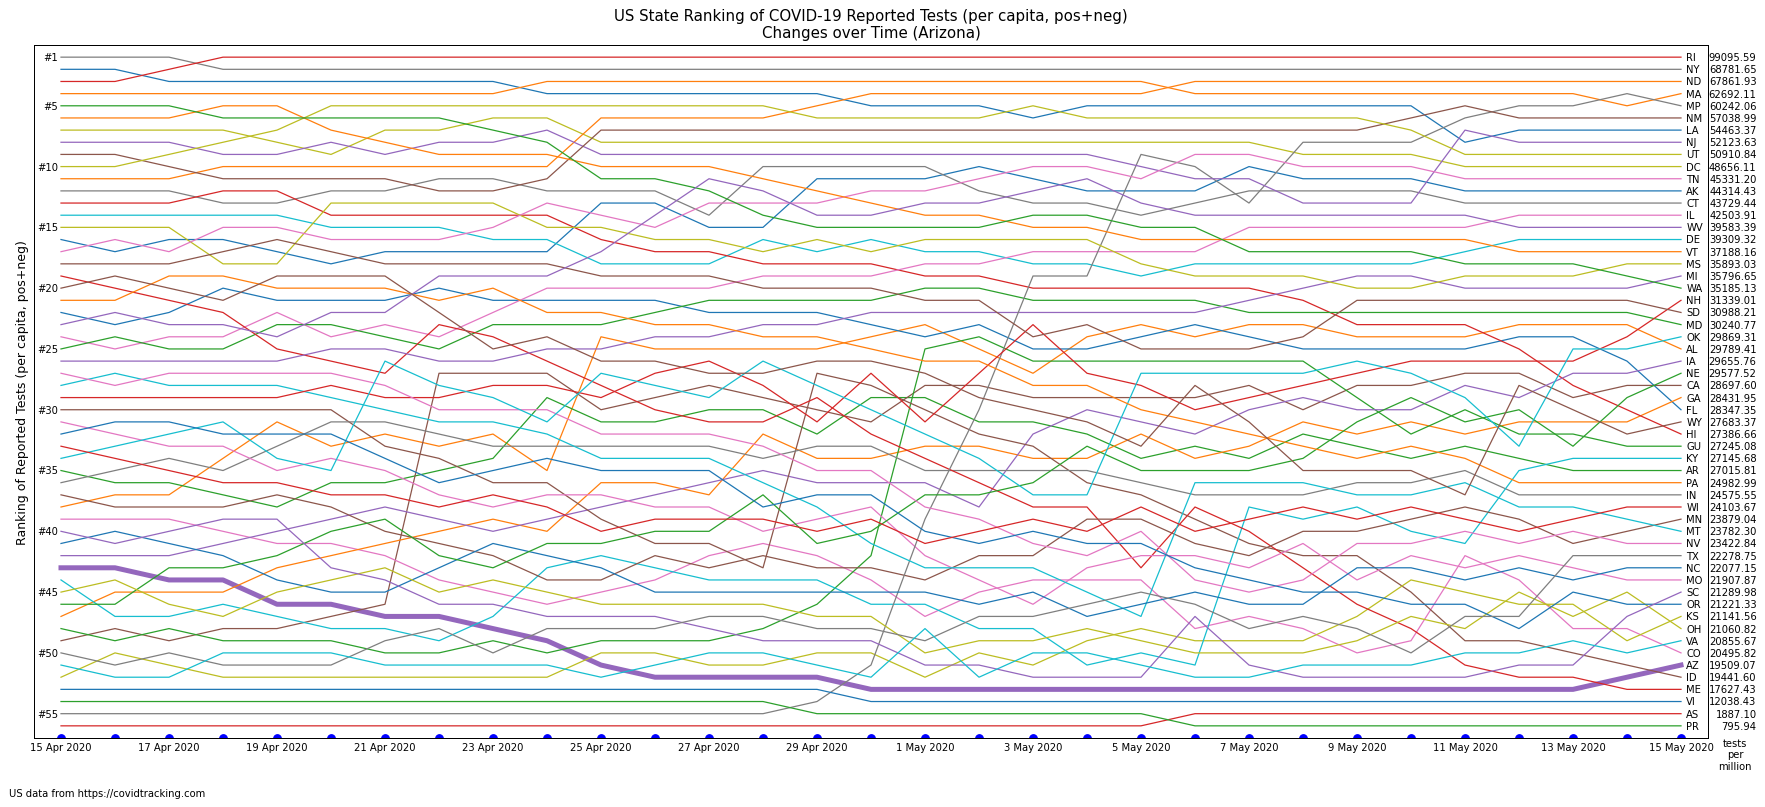 US State Ranking of COVID-19 Reported Tests (per capita, pos+neg)
Changes over Time (Arizona)
Ranking of Reported Tests (per capita, pos+neg)
#1
#5
#10
#15
#20
#25
#30
#35
#40
#45
#50
#55
RI 99095.59
NY 68781.65
ND 67861.93
MA 62692.11
MP 60242.06
NM 57038.99
LA 54463.37
NJ 52123.63
UT 50910.84
DC 48656.11
TN 45331.20
AK 44314.43
CT 43729.44
IL 42503.91
WV 39583.39
DE 39309.32
VT 37188.16
MS 35893.03
MI 35796.65
WA 35185.13
NH 31339.01
SD 30988.21
MD 30240.77
OK 29869.31
AL 29789.41
IA 29655.76
NE 29577.52
CA 28697.60
GA 28431.95
FL 28347.35
WY 27683.37
HI 27386.66
GU 27245.08
KY 27145.68
AR 27015.81
PA 24982.99
IN 24575.55
WI 24103.67
MN 23879.04
MT 23782.30
NV 23422.84
TX 22278.75
NC 22077.15
MO 21907.87
SC 21289.98
OR 21221.33
KS 21141.56
OH 21060.82
VA 20855.67
CO 20495.82
AZ 19509.07
ID 19441.60
ME 17627.43
VI 12038.43
AS 1887.10
PR 795.94
15 Apr 2020 17 Apr 2020 19 Apr 2020 21 Apr 2020 23 Apr 2020 25 Apr 2020 27 Apr 2020 29 Apr 2020 1 May 2020 3 May 2020 5 May 2020 7 May 2020 9 May 2020 11 May 2020 13 May 2020 15 May 2020
tests
per
million
US data from https://covidtracking.com